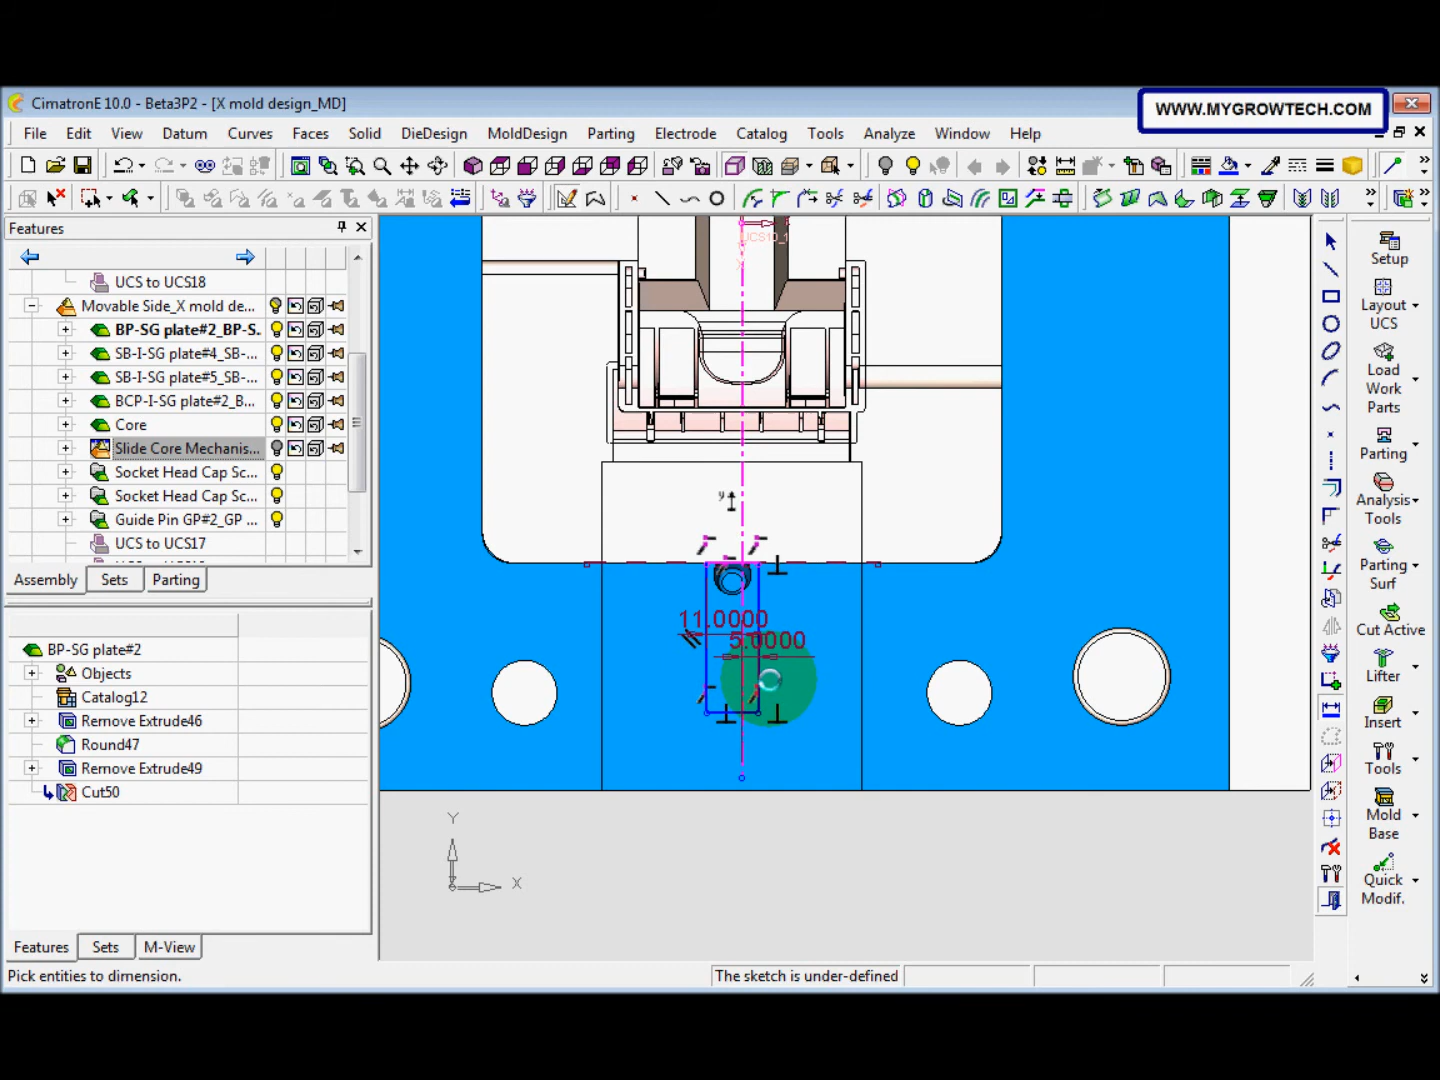 CimatronE 10.0 - Beta3P2 - [X mold design_MD]
WWW.MYGROWTECH.COM
File Edit View Datum Curves Faces Solid DieDesign MoldDesign Parting Electrode Catalog Tools Analyze Window Help
Features
UCS to UCS18
Movable Side_X mold de...
BP-SG plate#2_BP-S.
SB-I-SG plate#4_SB-...
SB-I-SG plate#5_SB-...
BCP-I-SG plate#2_B...
Core
Slide Core Mechanis...
Socket Head Cap Sc...
Socket Head Cap Sc...
Guide Pin GP#2_GP ...
UCS to UCS17
Assembly Sets Parting
BP-SG plate#2
Objects
Catalog12
Remove Extrude46
Round47
Remove Extrude49
Cut50
Features Sets M-View
UCS10_1
y
11.0000
5.0000
Y
X
Setup
Layout
UCS
Load
Work
Parts
Parting
Analysis
Tools
Parting
Surf
Cut Active
Lifter
Insert
Tools
Mold
Base
Quick
Modif.
Pick entities to dimension.
The sketch is under-defined